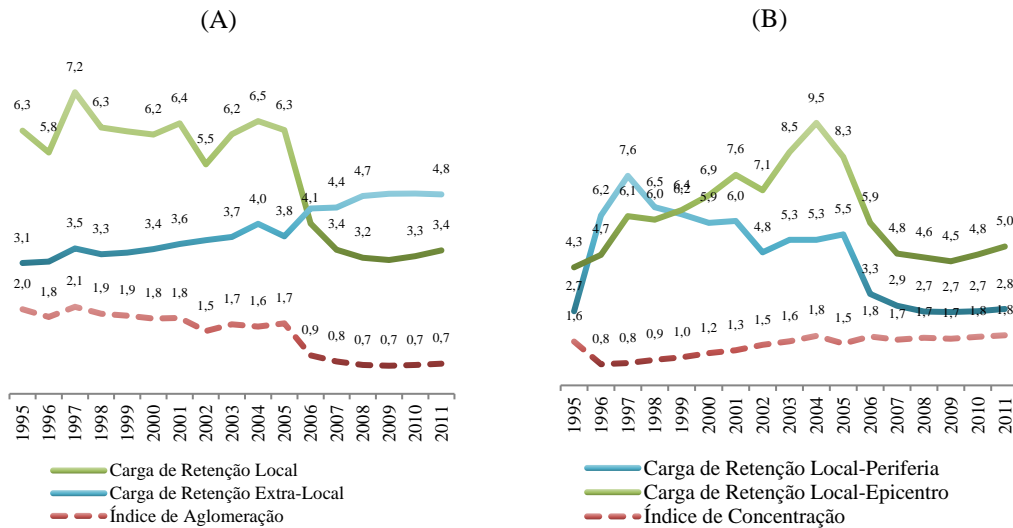 (A)
7,2
6,3 5,8 6,3 6,2 6,4 5,5 6,2 6,5 6,3
3,1 3,5 3,3 3,4 3,6 3,7 4,0 3,8 4,1 4,4 4,7 4,8
3,4 3,2 3,3 3,4
2,0 1,8 2,1 1,9 1,9 1,8 1,8 1,5 1,7 1,6 1,7 0,9 0,8 0,7 0,7 0,7 0,7
1995 1996 1997 1998 1999 2000 2001 2002 2003 2004 2005 2006 2007 2008 2009 2010 2011
Carga de Retenção Local
Carga de Retenção Extra-Local
Índice de Aglomeração
(B)
4,3 4,7 6,1 6,0 6,2 6,9 7,6 7,1 8,5 9,5 8,3 5,9 4,8 4,6 4,5 4,8 5,0
2,7 6,2 7,6 6,5 6,4 5,9 6,0 4,8 5,3 5,3 5,5 3,3 2,9 2,7 2,7 2,7 2,8
1,6 0,8 0,8 0,9 1,0 1,2 1,3 1,5 1,6 1,8 1,5 1,8 1,7 1,7 1,7 1,8 1,8
1995 1996 1997 1998 1999 2000 2001 2002 2003 2004 2005 2006 2007 2008 2009 2010 2011
Carga de Retenção Local-Periferia
Carga de Retenção Local-Epicentro
Índice de Concentração